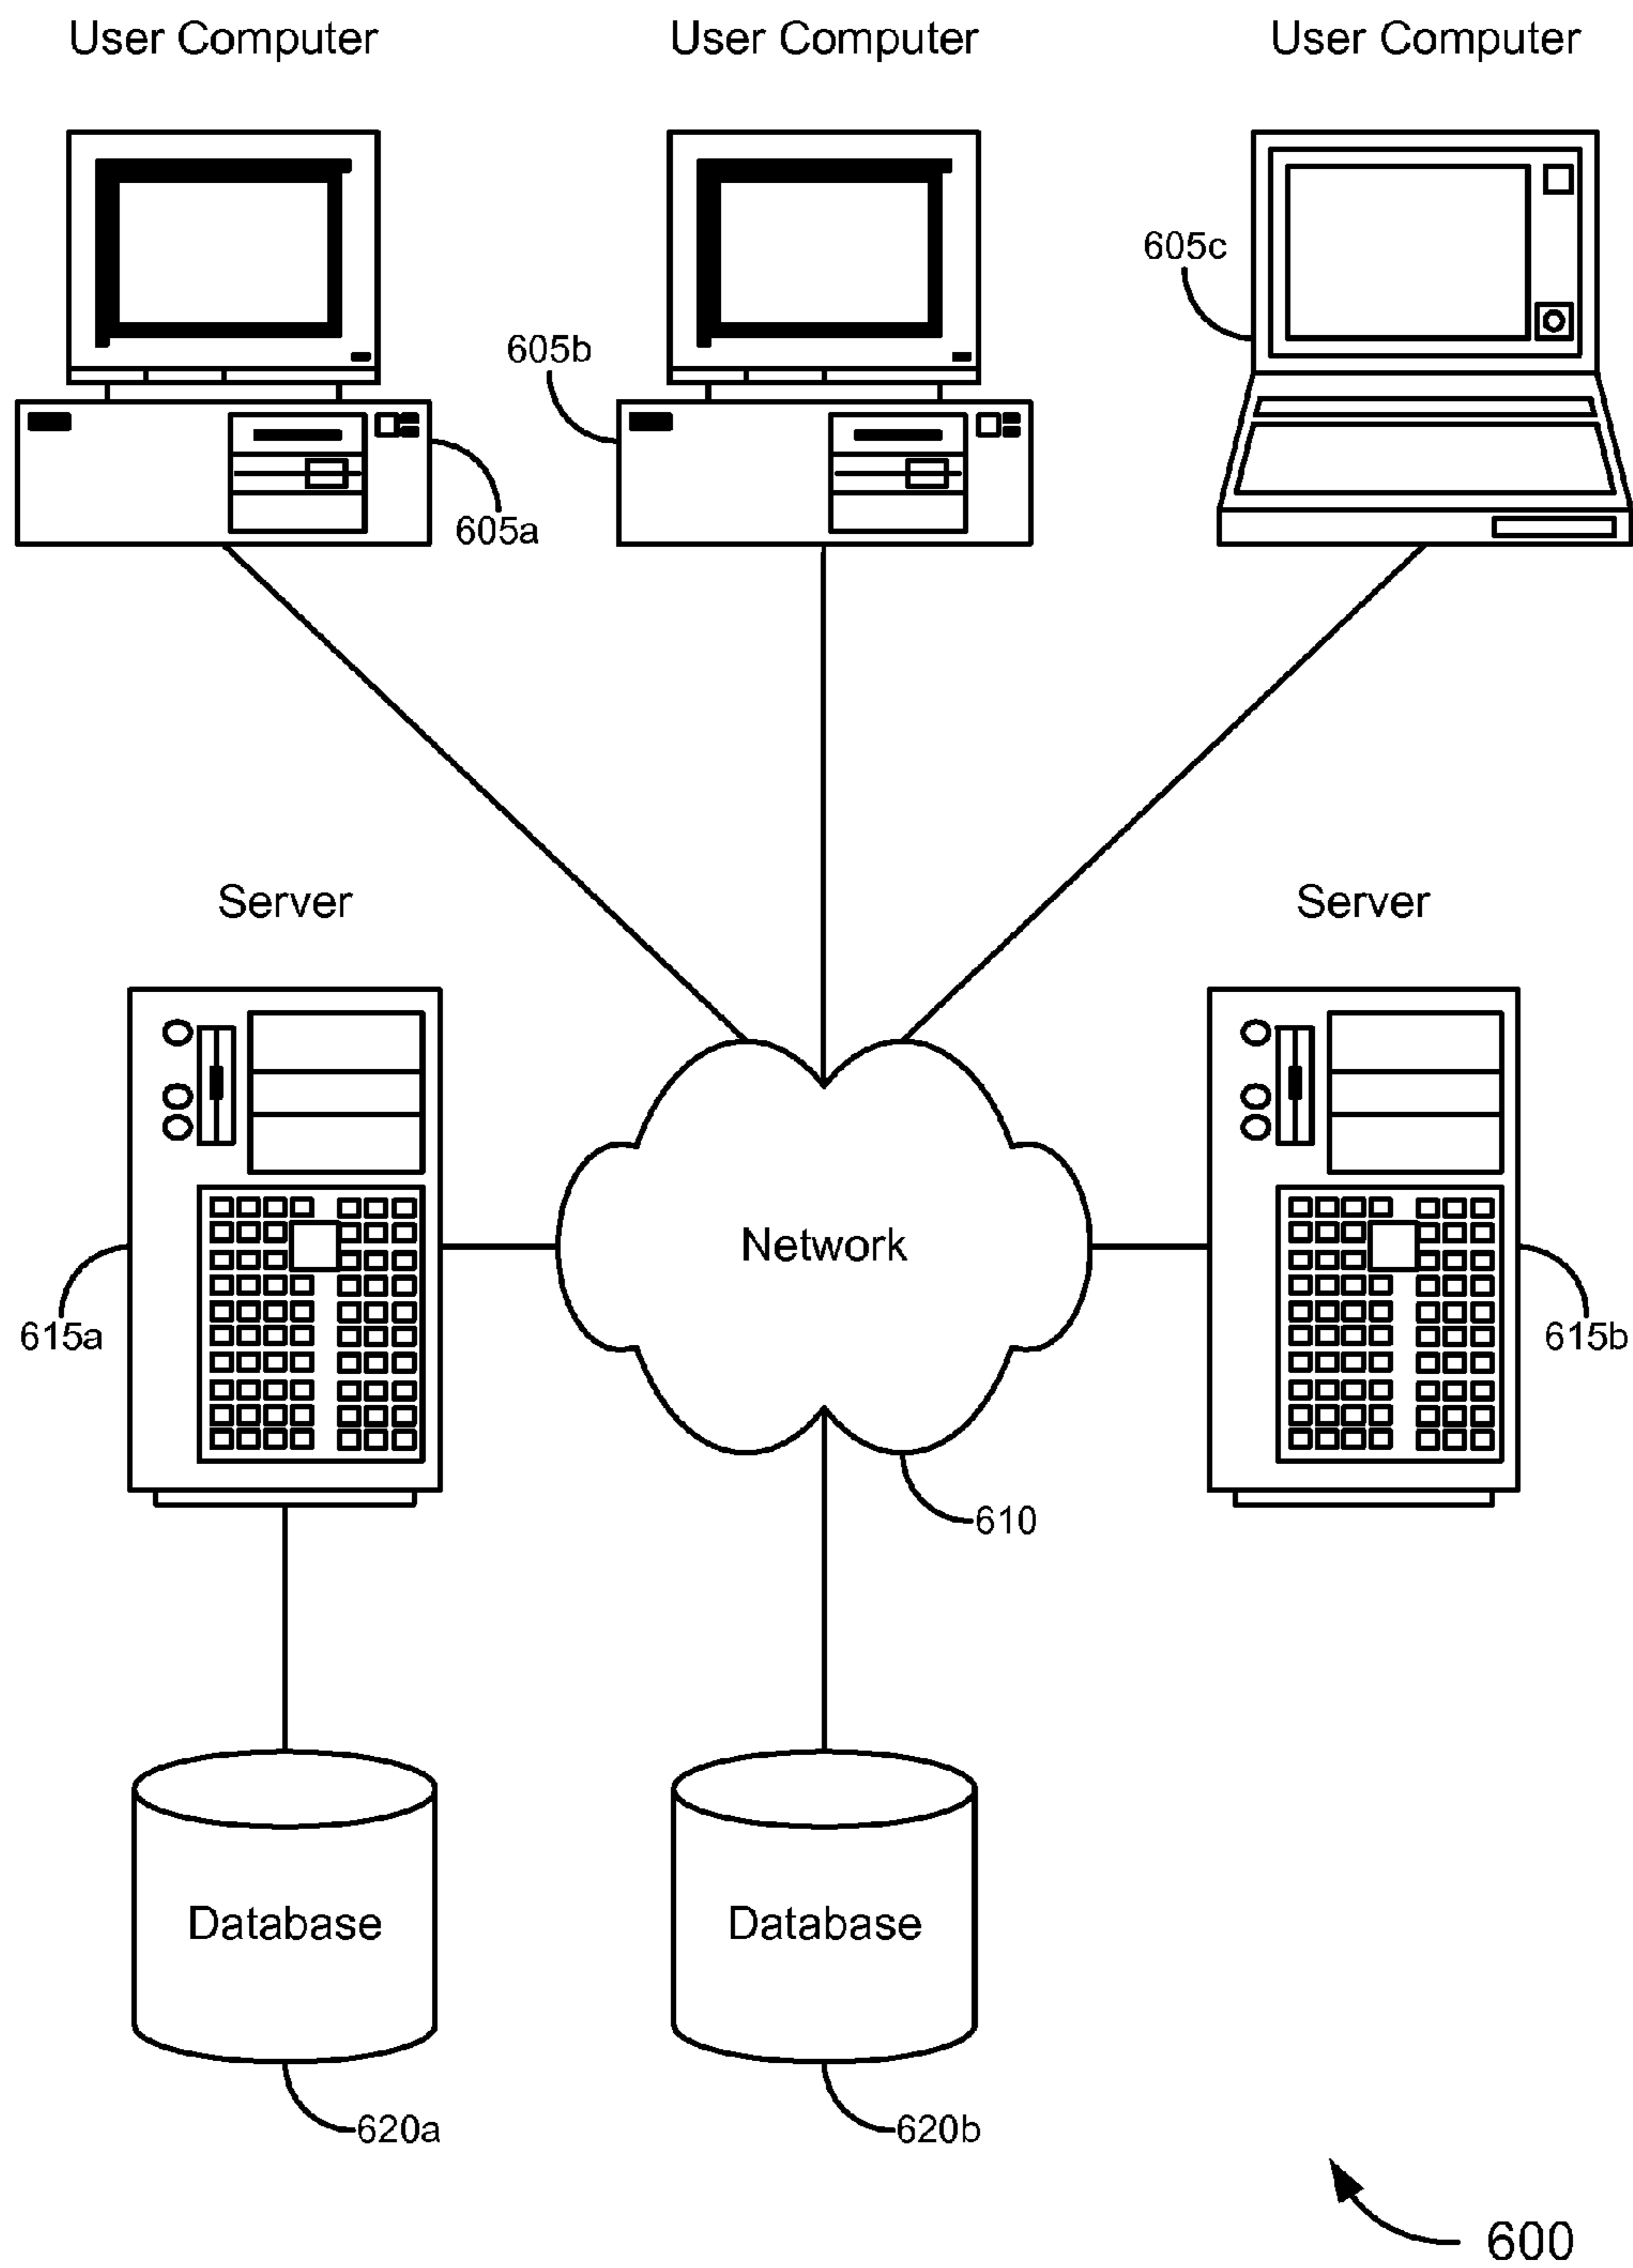 User Computer
User Computer
User Computer
605c
605b
605a
Server
Server
Network
615a
615b
610
Database
Database
620a
620b
600